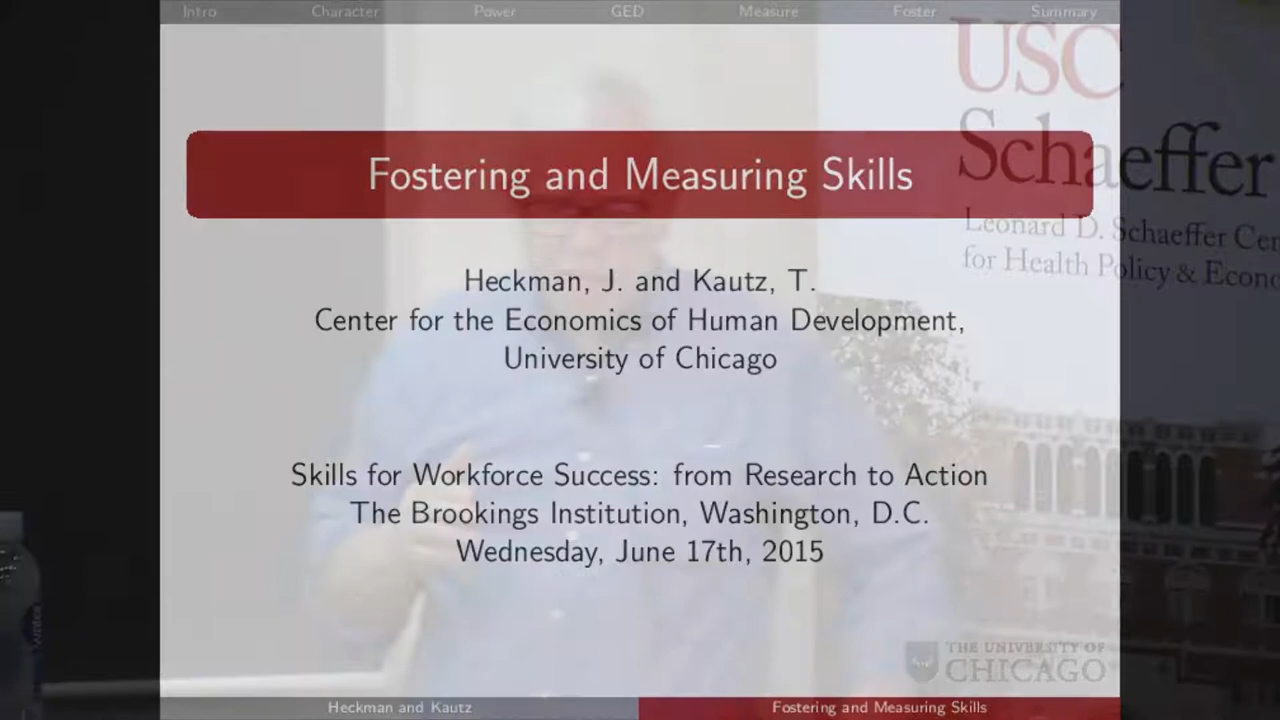 Intro Character Power GED Measure Foster Summary
USC
Schaeffer
Leonard D. Schaeffer
for Health Policy & 
Fostering and Measuring Skills
Heckman, J. and Kautz, T.
Center for the Economics of Human Development,
University of Chicago
Skills for Workforce Success: from Research to Action
The Brookings Institution, Washington, D.C.
Wednesday, June 17th, 2015
THE UNIVERSITY OF
CHICAGO
Heckman and Kautz Fostering and Measuring Skills